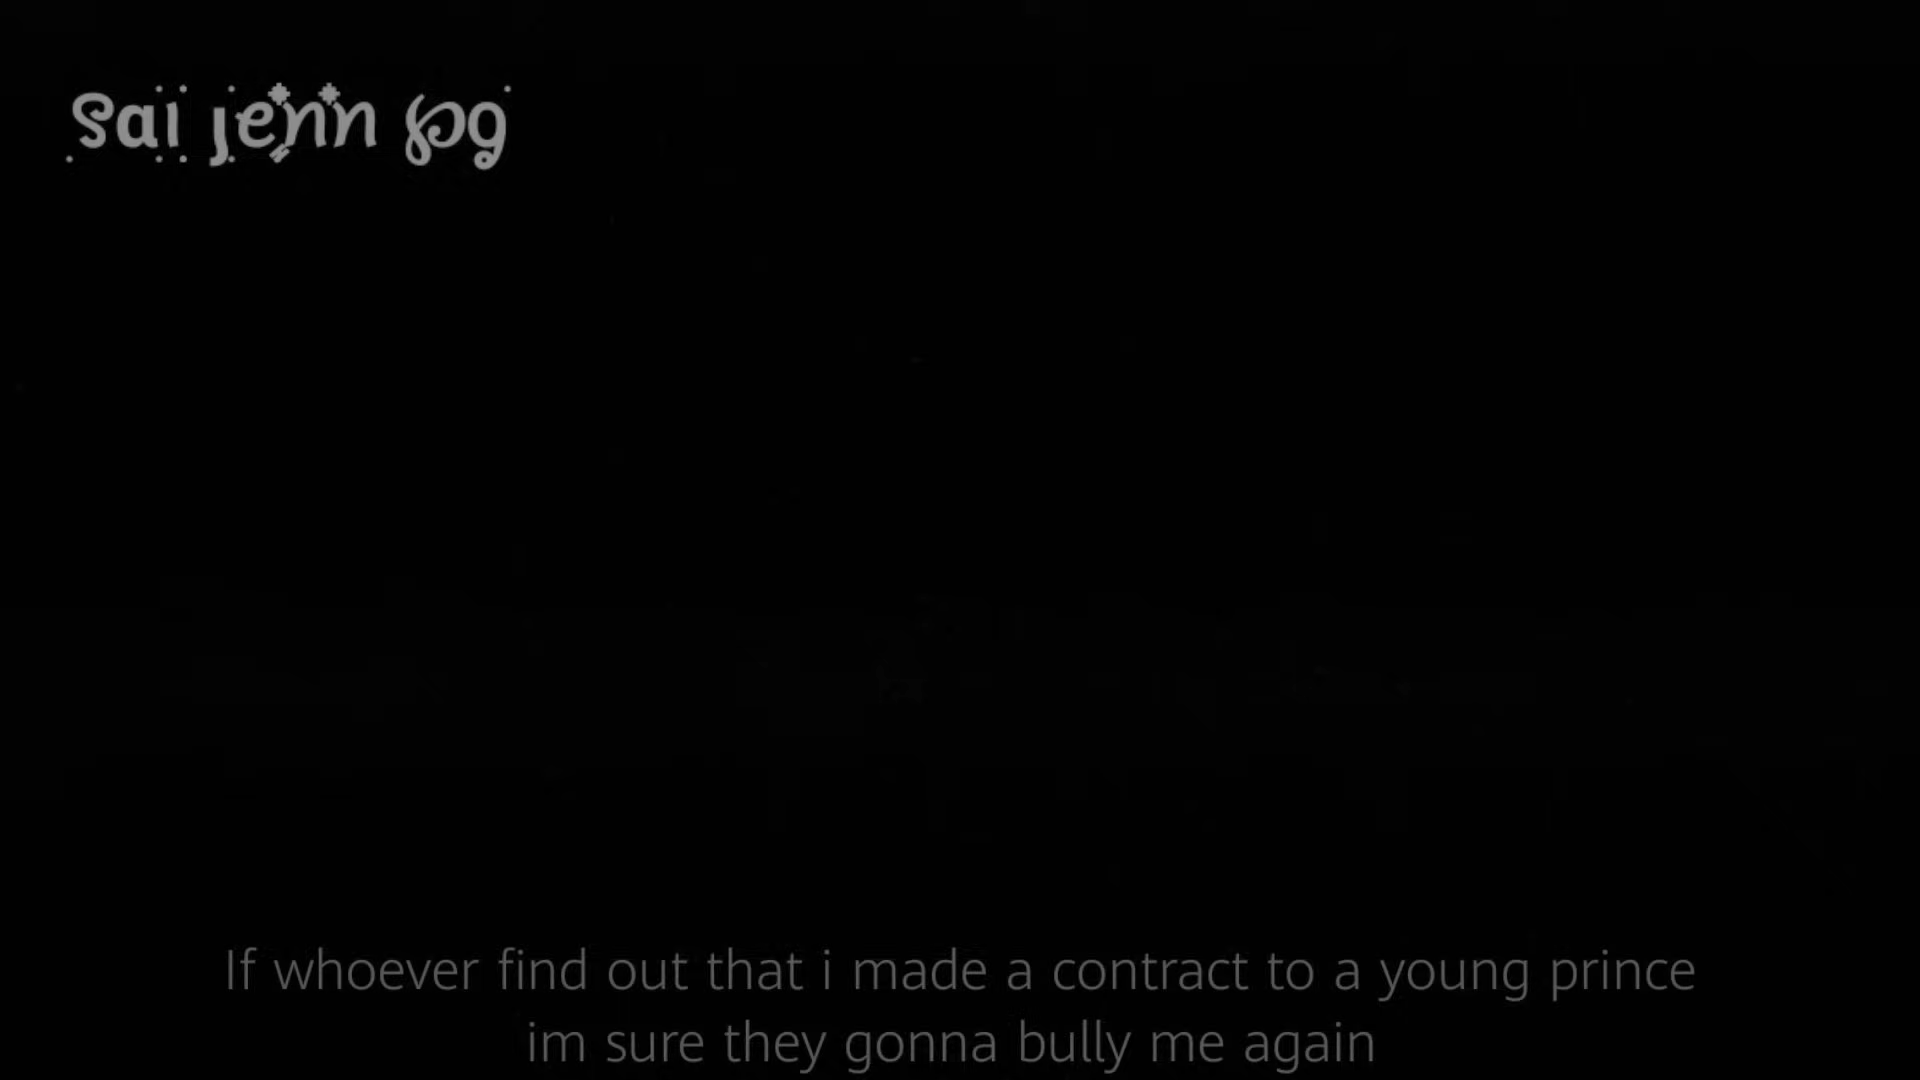 Sai jenn ℘g
If whoever find out that i made a contract to a young prince
im sure they gonna bully me again